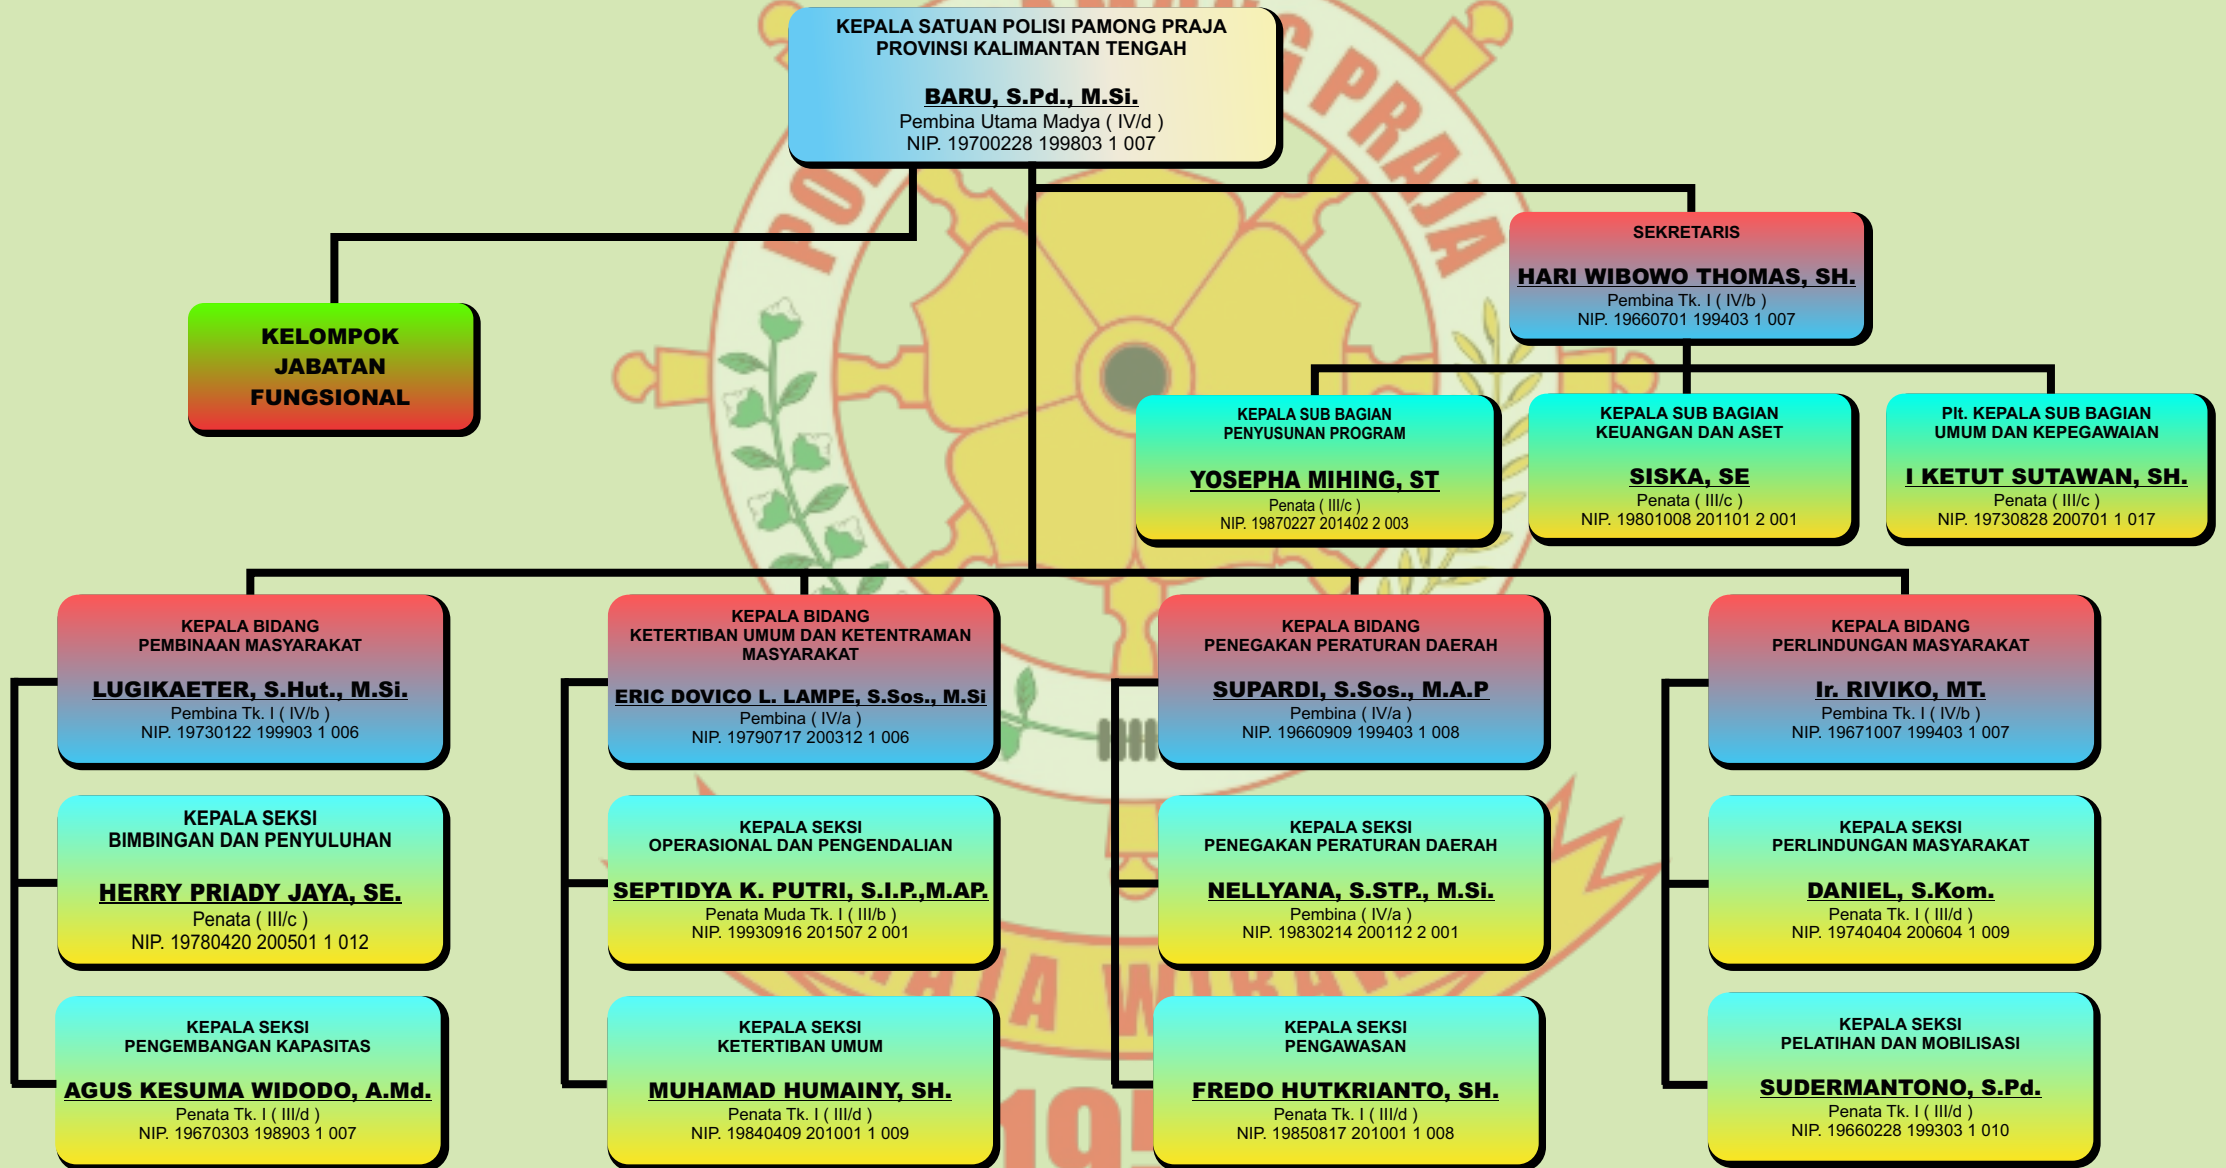 KEPALA SATUAN POLISI PAMONG PRAJA
PROVINSI KALIMANTAN TENGAH
BARU, S.Pd., M.Si.
Pembina Utama Madya ( IV/d )
NIP. 19700228 199803 1 007
SEKRETARIS
HARI WIBOWO THOMAS, SH.
Pembina Tk. I ( IV/b )
NIP. 19660701 199403 1 007
KELOMPOK
JABATAN
FUNGSIONAL
KEPALA SUB BAGIAN
PENYUSUNAN PROGRAM
YOSEPHA MIHING, ST
Penata ( III/c )
NIP. 19870227 201402 2 003
KEPALA SUB BAGIAN
KEUANGAN DAN ASET
SISKA, SE
Penata ( III/c )
NIP. 19801008 201101 2 001
Plt. KEPALA SUB BAGIAN
UMUM DAN KEPEGAWAIAN
I KETUT SUTAWAN, SH.
Penata ( III/c )
NIP. 19730828 200701 1 017
KEPALA BIDANG
PEMBINAAN MASYARAKAT
LUGIKAETER, S.Hut., M.Si.
Pembina Tk. I ( IV/b )
NIP. 19730122 199903 1 006
KEPALA BIDANG
KETERTIBAN UMUM DAN KETENTRAMAN
MASYARAKAT
ERIC DOVICO L. LAMPE, S.Sos., M.Si
Pembina ( IV/a )
NIP. 19790717 200312 1 006
KEPALA BIDANG
PENEGAKAN PERATURAN DAERAH
SUPARDI, S.Sos., M.A.P
Pembina ( IV/a )
NIP. 19660909 199403 1 008
KEPALA BIDANG
PERLINDUNGAN MASYARAKAT
Ir. RIVIKO, MT.
Pembina Tk. I ( IV/b )
NIP. 19671007 199403 1 007
KEPALA SEKSI
BIMBINGAN DAN PENYULUHAN
HERRY PRIADY JAYA, SE.
Penata ( III/c )
NIP. 19780420 200501 1 012
KEPALA SEKSI
OPERASIONAL DAN PENGENDALIAN
SEPTIDYA K. PUTRI, S.I.P.,M.AP.
Penata Muda Tk. I ( III/b )
NIP. 19930916 201507 2 001
KEPALA SEKSI
PENEGAKAN PERATURAN DAERAH
NELLYANA, S.STP., M.Si.
Pembina ( IV/a )
NIP. 19830214 200112 2 001
KEPALA SEKSI
PERLINDUNGAN MASYARAKAT
DANIEL, S.Kom.
Penata Tk. I ( III/d )
NIP. 19740404 200604 1 009
KEPALA SEKSI
PENGEMBANGAN KAPASITAS
AGUS KESUMA WIDODO, A.Md.
Penata Tk. I ( III/d )
NIP. 19670303 198903 1 007
KEPALA SEKSI
KETERTIBAN UMUM
MUHAMAD HUMAINY, SH.
Penata Tk. I ( III/d )
NIP. 19840409 201001 1 009
KEPALA SEKSI
PENGAWASAN
FREDO HUTKRIANTO, SH.
Penata Tk. I ( III/d )
NIP. 19850817 201001 1 008
KEPALA SEKSI
PELATIHAN DAN MOBILISASI
SUDERMANTONO, S.Pd.
Penata Tk. I ( III/d )
NIP. 19660228 199303 1 010
PRAJA